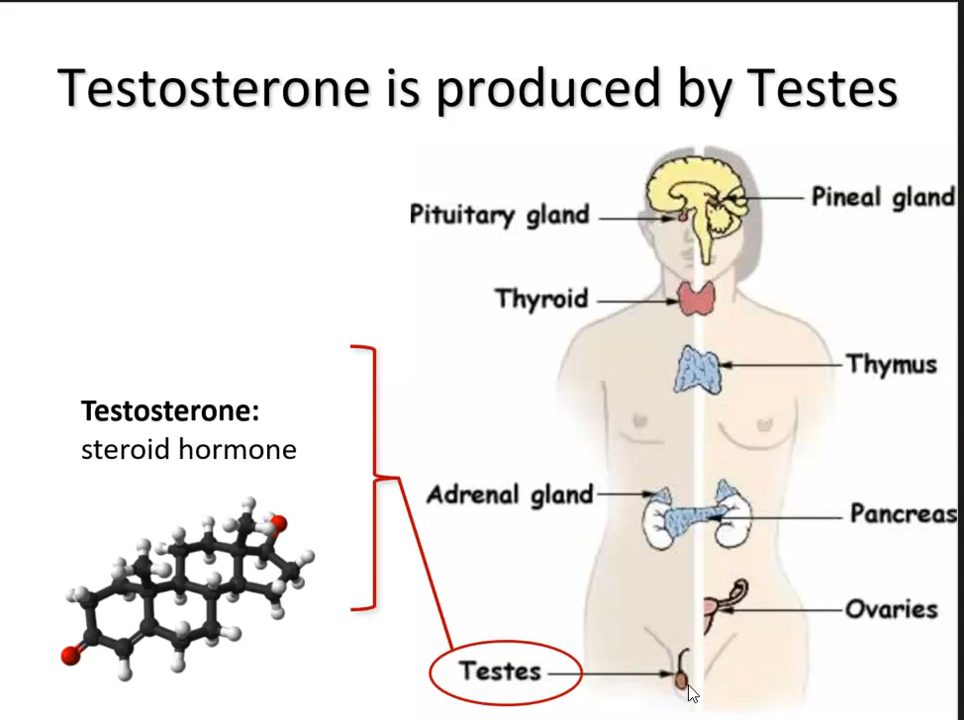 Testosterone is produced by Testes
Pineal gland
Pituitary gland
Thyroid
Thymus
Testosterone:
steroid hormone
Adrenal gland
Pancreas
Ovaries
Testes